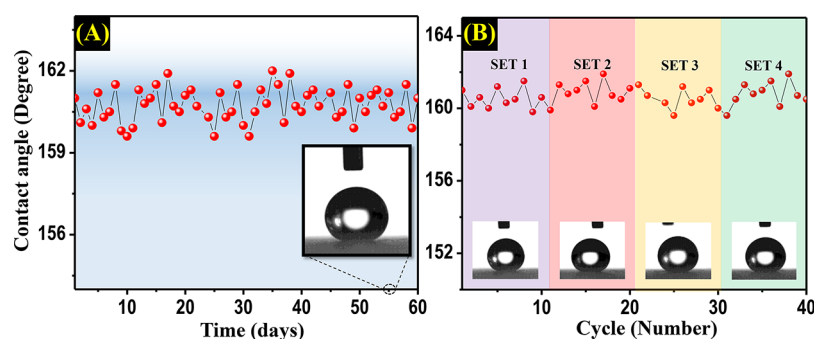 (A)
Contact angle (Degree)
162
159
156
10 20 30 40 50 60
Time (days)
(B)
164
160
156
152
SET 1 SET 2 SET 3 SET 4
0 10 20 30 40
Cycle (Number)